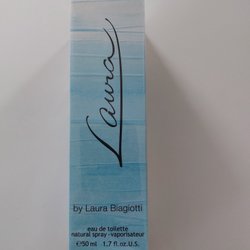 Laura
by Laura Biagiotti
eau de toilette
natural spray - vaporisateur
℮50 ml 1.7 fl.oz.U.S.